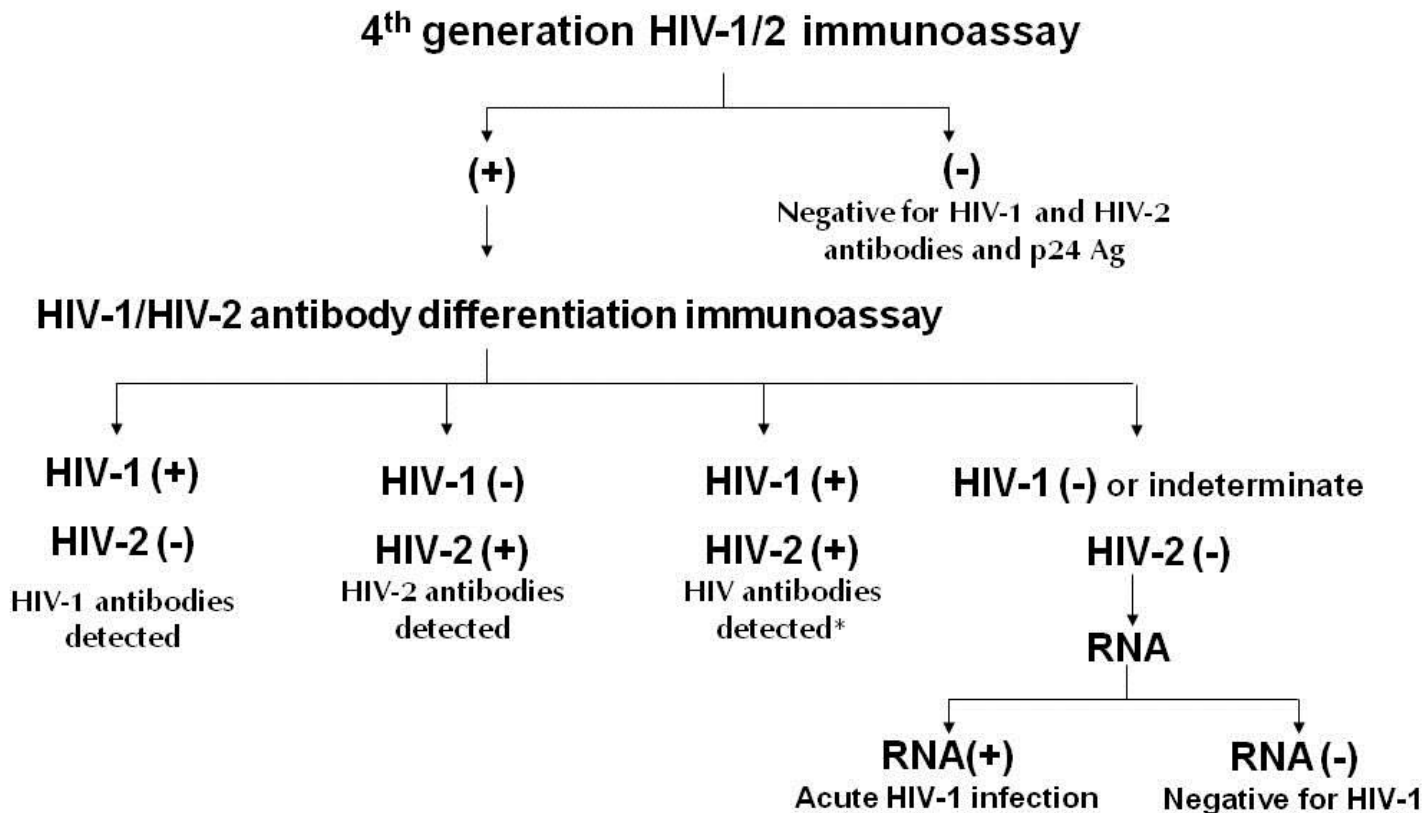 4th generation HIV-1/2 immunoassay
(+)
(-)
Negative for HIV-1 and HIV-2
antibodies and p24 Ag
HIV-1/HIV-2 antibody differentiation immunoassay
HIV-1 (+)
HIV-2 (-)
HIV-1 antibodies
detected
HIV-1 (-)
HIV-2 (+)
HIV-2 antibodies
detected
HIV-1 (+)
HIV-2 (+)
HIV antibodies
detected*
HIV-1 (-) or indeterminate
HIV-2 (-)
RNA
RNA(+)
Acute HIV-1 infection
RNA (-)
Negative for HIV-1